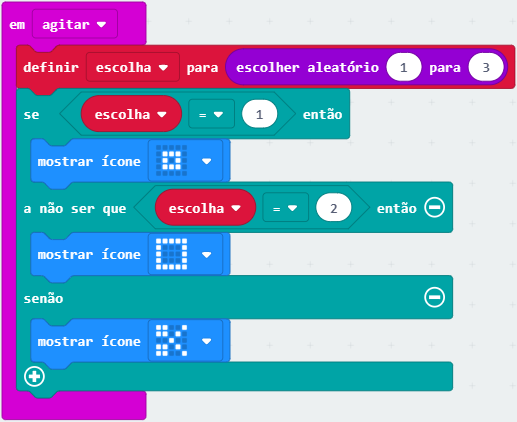 em agitar
definir escolha para escolher aleatório 1 para 3
se escolha = 1 então
mostrar ícone
a não ser que escolha = 2 então
mostrar ícone
senão
mostrar ícone